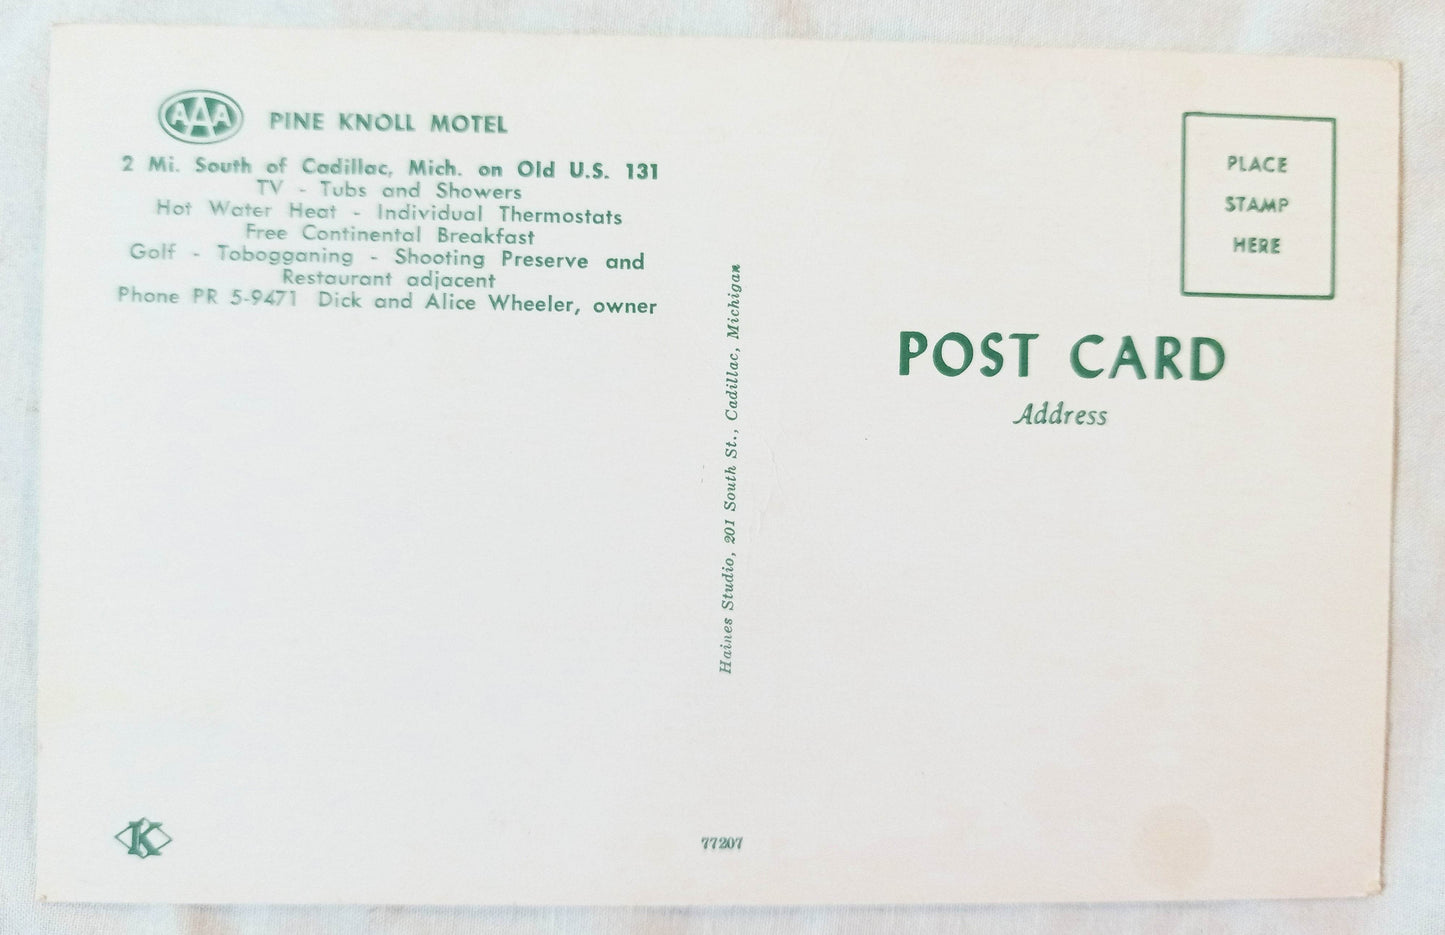 AAA PINE KNOLL MOTEL
2 Mi. South of Cadillac, Mich. on Old U.S. 131
TV - Tubs and Showers
Hot Water Heat - Individual Thermostats
Free Continental Breakfast
Golf - Tobogganing - Shooting Preserve and
Restaurant adjacent
Phone PR 5-9471 Dick and Alice Wheeler, owner
Haines Studio, 201 South St., Cadillac, Michigan
PLACE
STAMP
HERE
POST CARD
Address
K
77207